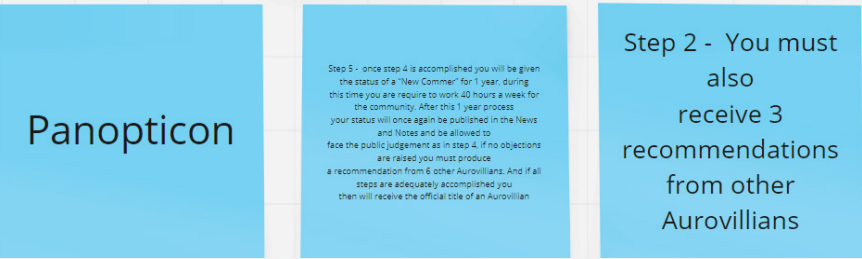 Panopticon
Step 5 - once step 4 is accomplished you will be given
the status of a "New Commer" for 1 year, during
this time you are require to work 40 hours a week for
the community. After this 1 year process
your status will once again be published in the News
and Notes and be allowed to
face the public judgement as in step 4, if no objections
are raised you must produce
a recommendation from 6 other Aurovillians. And if all
steps are adequately accomplished you
then will receive the official title of an Aurovillian
Step 2 - You must
also
receive 3
recommendations
from other
Aurovillians